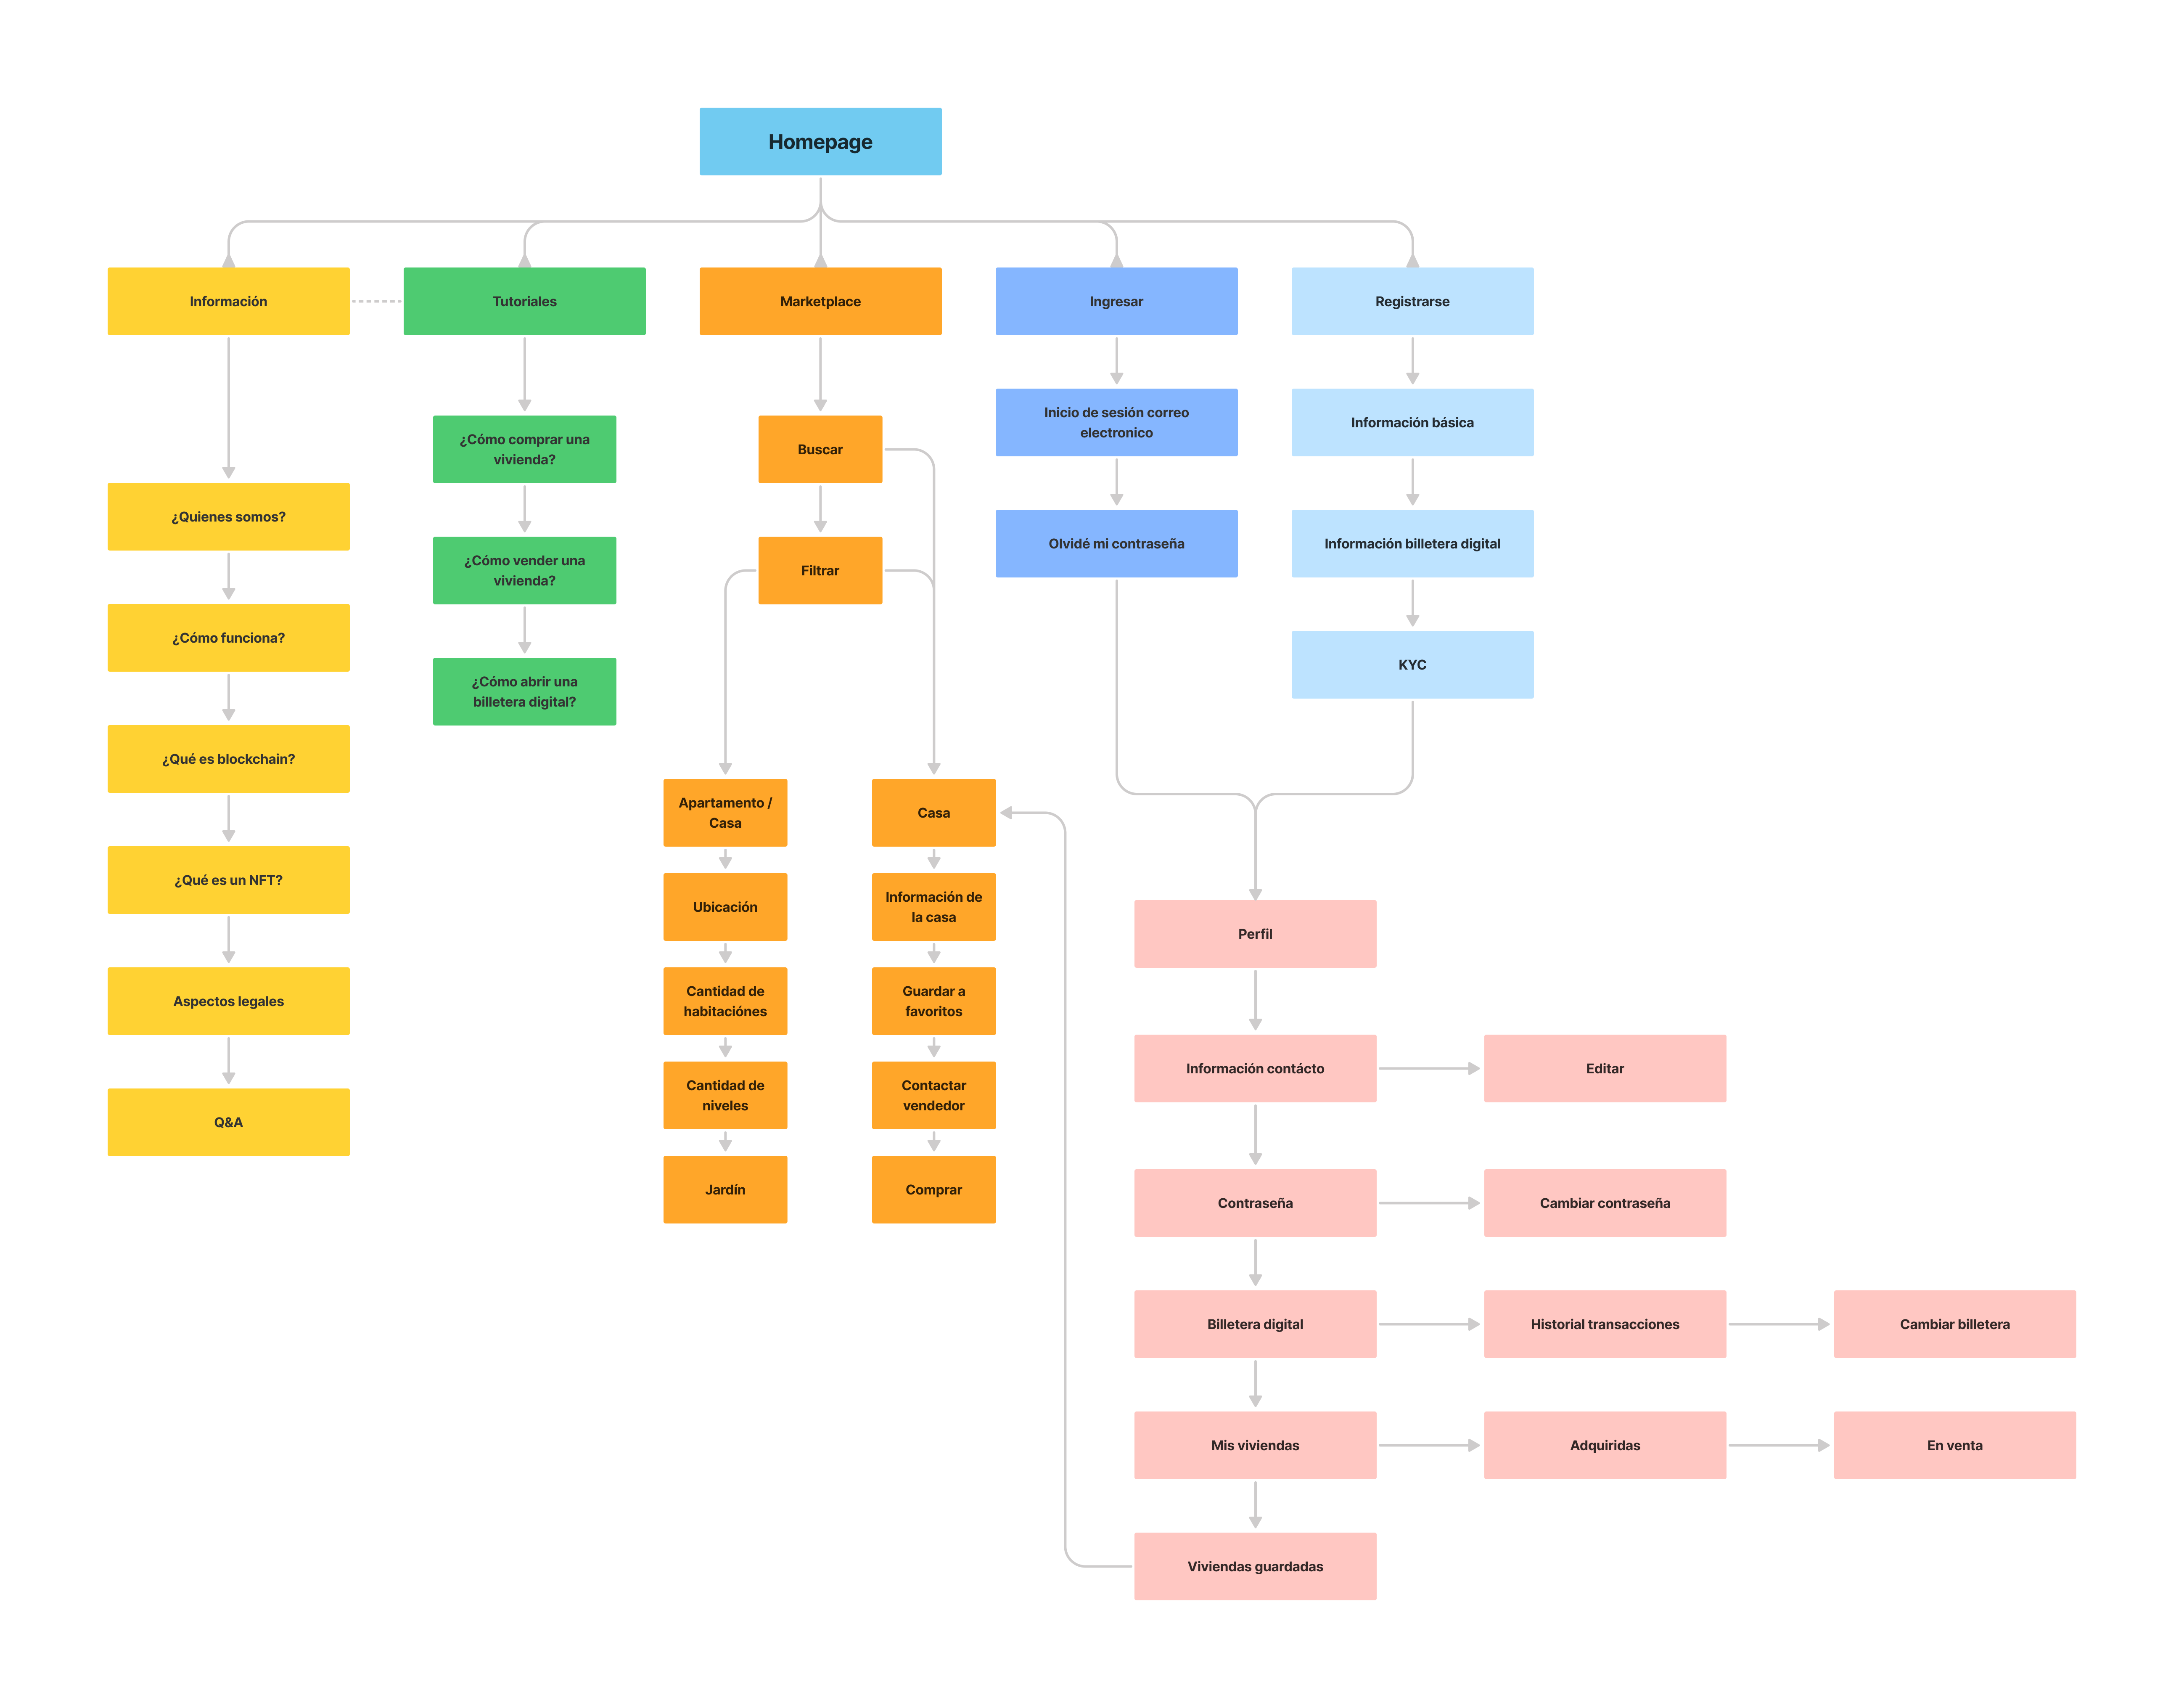 Homepage
Información
Tutoriales
Marketplace
Ingresar
Registrarse
¿Quienes somos?
¿Cómo funciona?
¿Qué es blockchain?
¿Qué es un NFT?
Aspectos legales
Q&A
¿Cómo comprar una
vivienda?
¿Cómo vender una
vivienda?
¿Cómo abrir una
billetera digital?
Buscar
Filtrar
Apartamento /
Casa
Ubicación
Cantidad de
habitaciónes
Cantidad de
niveles
Jardín
Casa
Información de
la casa
Guardar a
favoritos
Contactar
vendedor
Comprar
Inicio de sesión correo
electronico
Olvidé mi contraseña
Información básica
Información billetera digital
KYC
Perfil
Información contácto
Editar
Contraseña
Cambiar contraseña
Billetera digital
Historial transacciones
Cambiar billetera
Mis viviendas
Adquiridas
En venta
Viviendas guardadas